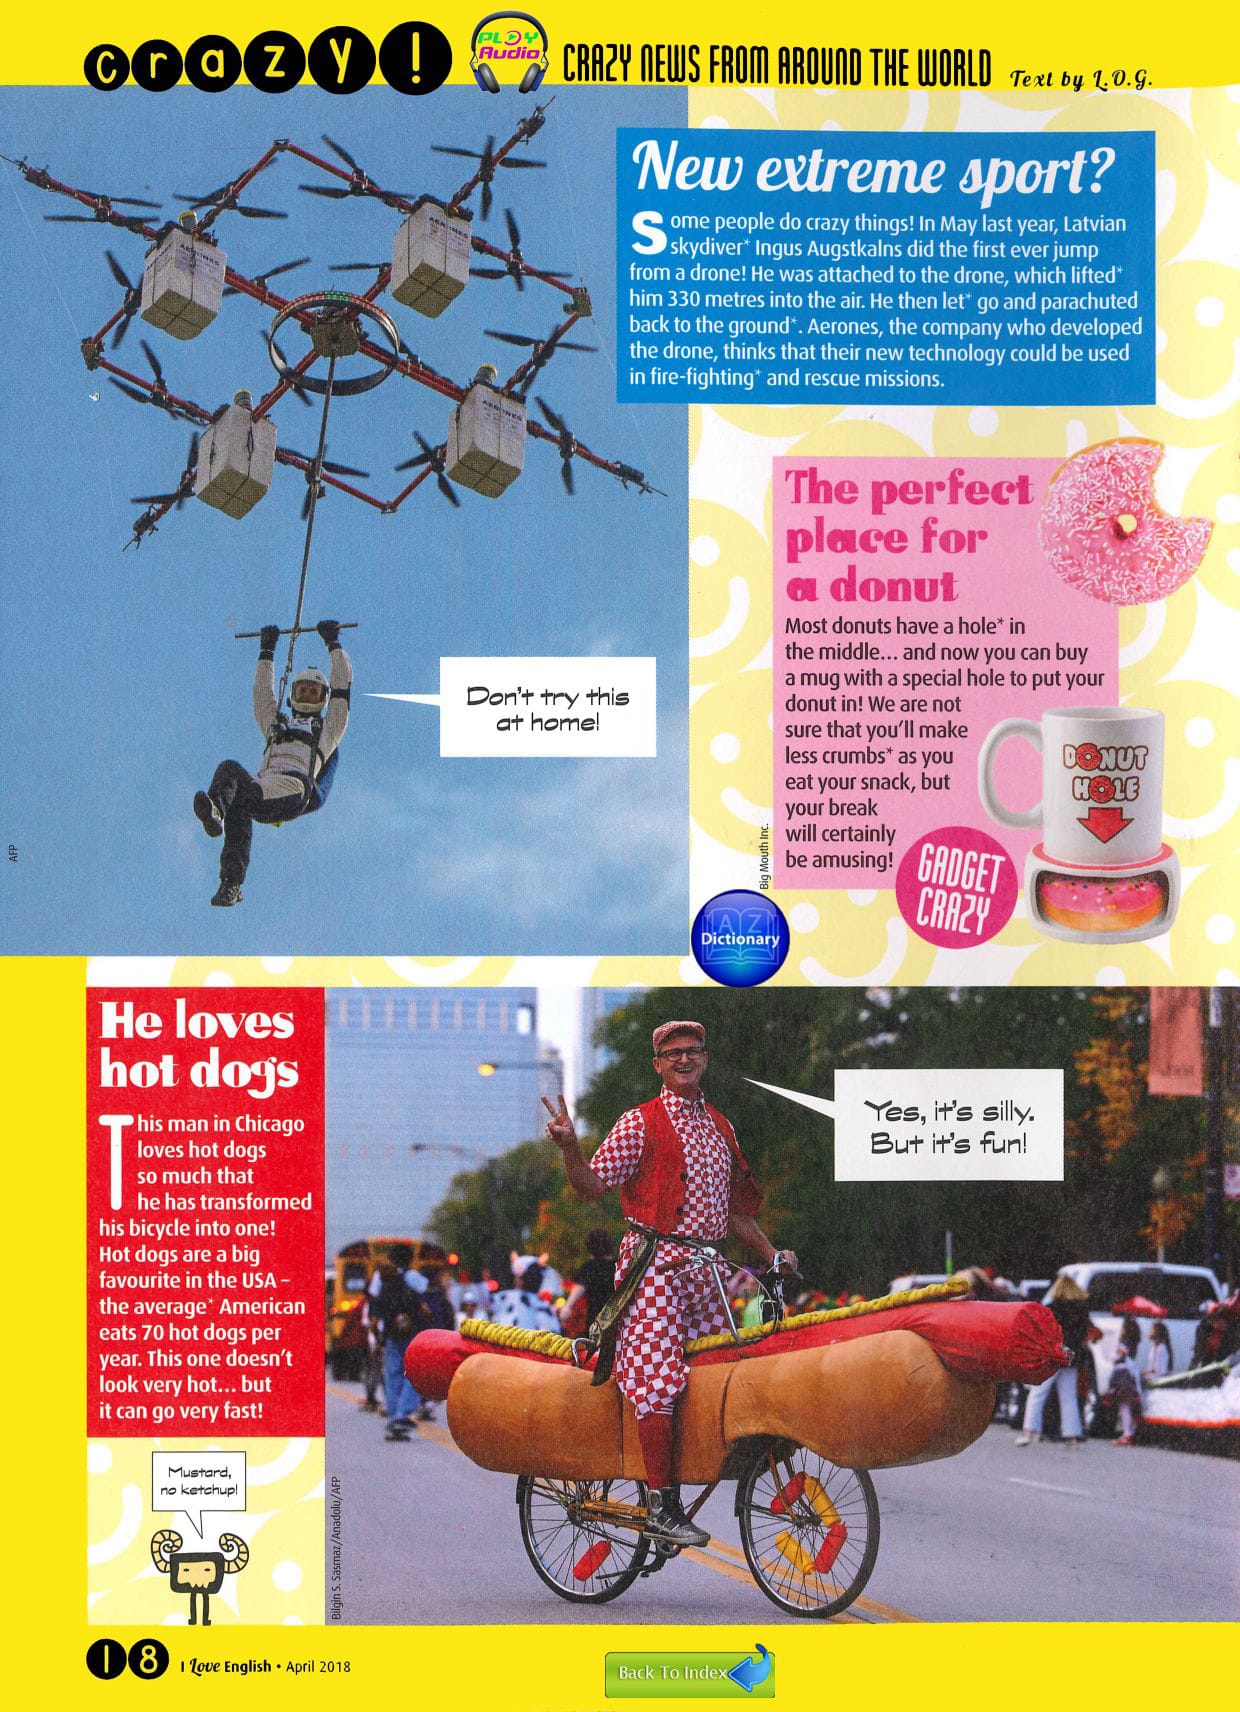 crazy!
PLAY
Audio
CRAZY NEWS FROM AROUND THE WORLD
Text by L.O.G.
New extreme sport?
Some people do crazy things! In May last year, Latvian
skydiver* Ingus Augstkalns did the first ever jump
from a drone! He was attached to the drone, which lifted*
him 330 metres into the air. He then let* go and parachuted
back to the ground*. Aerones, the company who developed
the drone, thinks that their new technology could be used
in fire-fighting* and rescue missions.
AERONES
AERONES
AERONES
Don't try this
at home!
AFP
The perfect
place for
a donut
Most donuts have a hole* in
the middle... and now you can buy
a mug with a special hole to put your
donut in! We are not
sure that you'll make
less crumbs* as you
eat your snack, but
your break
will certainly
be amusing!
Big Mouth Inc.
DONUT
HOLE
GADGET
CRAZY
A Z
Dictionary
He loves
hot dogs
This man in Chicago
loves hot dogs
so much that
he has transformed
his bicycle into one!
Hot dogs are a big
favourite in the USA –
the average* American
eats 70 hot dogs per
year. This one doesn't
look very hot... but
it can go very fast!
Yes, it's silly.
But it's fun!
Mustard,
no ketchup!
Bilgin S. Sasmaz/Anadolu/AFP
18
I Love English • April 2018
Back To Index